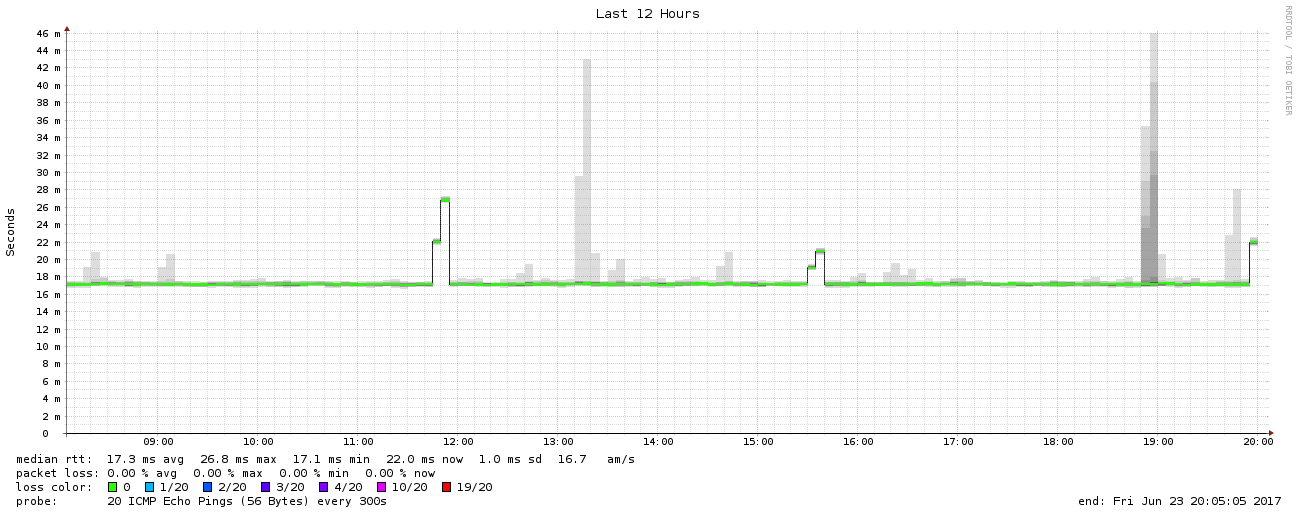 Last 12 Hours
RRDTOOL / TOBI OETIKER
Seconds
46 m
44 m
42 m
40 m
38 m
36 m
34 m
32 m
30 m
28 m
26 m
24 m
22 m
20 m
18 m
16 m
14 m
12 m
10 m
8 m
6 m
4 m
2 m
0
09:00 10:00 11:00 12:00 13:00 14:00 15:00 16:00 17:00 18:00 19:00 20:00
median rtt: 17.3 ms avg 26.8 ms max 17.1 ms min 22.0 ms now 1.0 ms sd 16.7 am/s
packet loss: 0.00 % avg 0.00 % max 0.00 % min 0.00 % now
loss color: 0 1/20 2/20 3/20 4/20 10/20 19/20
probe: 20 ICMP Echo Pings (56 Bytes) every 300s end: Fri Jun 23 20:05:05 2017